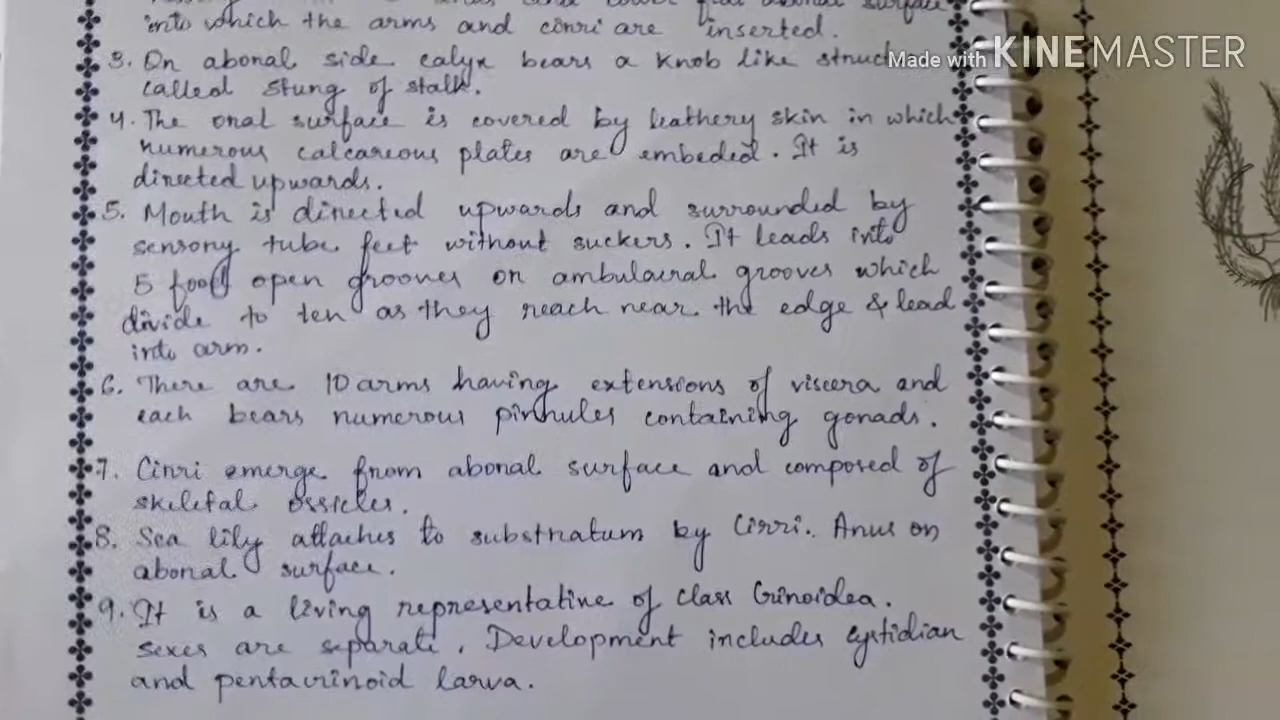 into which the arms and cirri are inserted.
3. On aboral side calyx bears a knob like struc
called stung of stalk.
4. The oral surface is covered by leathery skin in which
numerous calcareous plates are embeded. It is
directed upwards.
5. Mouth is directed upwards and surrounded by
sensory tube feet without suckers. It leads into
5 food open grooves or ambulacral grooves which
divide to ten as they reach near the edge & lead
into arm.
6. There are 10 arms having extensions of viscera and
each bears numerous pinnules containing gonads.
7. Cirri emerge from aboral surface and composed of
skeletal ossicles.
8. Sea lily attaches to substratum by Cirri. Anus on
aboral surface.
9. It is a living representative of class Crinoidea.
sexes are separate. Development includes cystidian
and pentacrinoid larva.
Made with KINEMASTER